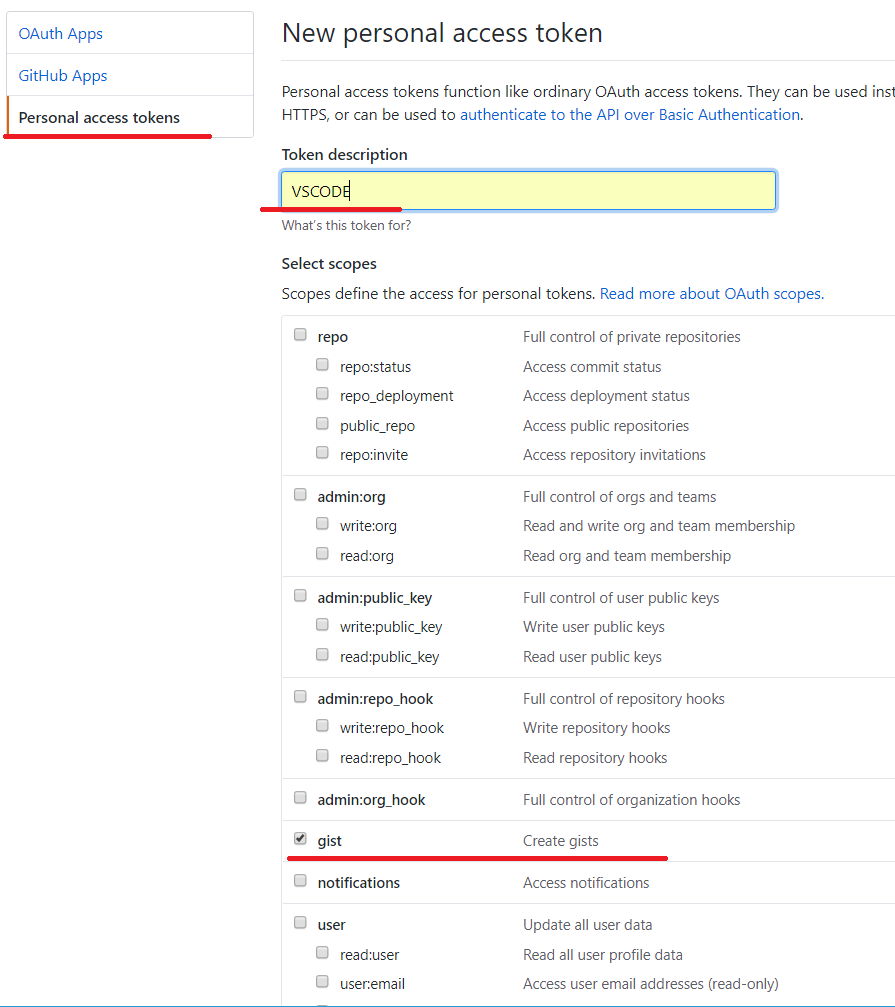 OAuth Apps
GitHub Apps
Personal access tokens
New personal access token
Personal access tokens function like ordinary OAuth access tokens. They can be used inst
HTTPS, or can be used to authenticate to the API over Basic Authentication.
Token description
VSCODE
What's this token for?
Select scopes
Scopes define the access for personal tokens. Read more about OAuth scopes.
repo Full control of private repositories
repo:status Access commit status
repo_deployment Access deployment status
public_repo Access public repositories
repo:invite Access repository invitations
admin:org Full control of orgs and teams
write:org Read and write org and team membership
read:org Read org and team membership
admin:public_key Full control of user public keys
write:public_key Write user public keys
read:public_key Read user public keys
admin:repo_hook Full control of repository hooks
write:repo_hook Write repository hooks
read:repo_hook Read repository hooks
admin:org_hook Full control of organization hooks
gist Create gists
notifications Access notifications
user Update all user data
read:user Read all user profile data
user:email Access user email addresses (read-only)